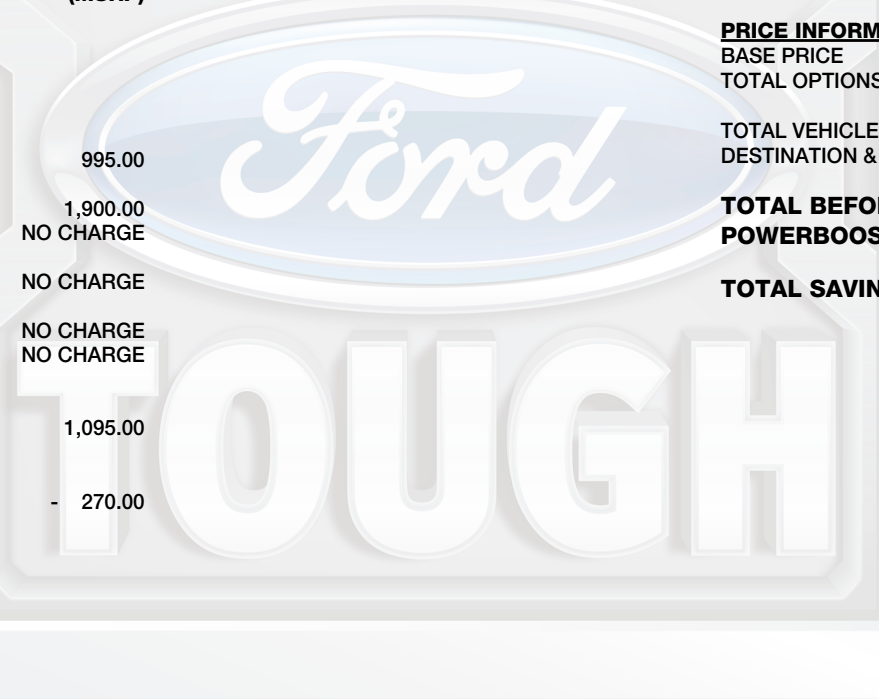 995.00
1,900.00
NO CHARGE
NO CHARGE
NO CHARGE
NO CHARGE
1,095.00
- 270.00
PRICE INFORM
BASE PRICE
TOTAL OPTIONS
TOTAL VEHICLE
DESTINATION &
TOTAL BEFO
POWERBOOS
TOTAL SAVIN
Ford
TOUGH